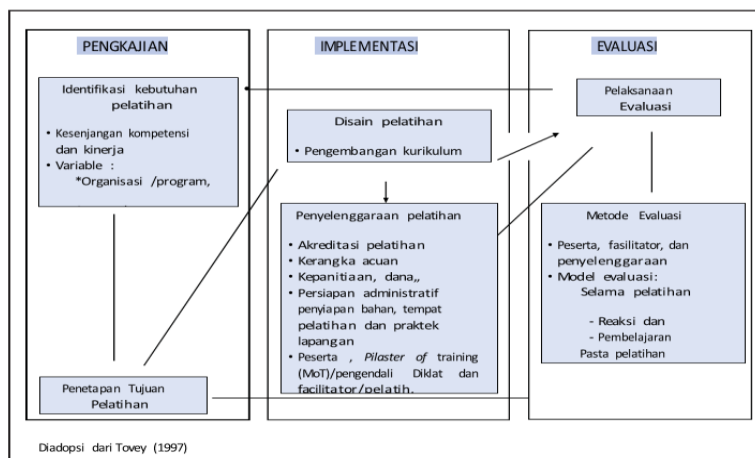 PENGKAJIAN
Identifikasi kebutuhan
pelatihan
• Kesenjangan kompetensi
dan kinerja
• Variable :
*Organisasi /program,
Penetapan Tujuan
Pelatihan
IMPLEMENTASI
Disain pelatihan
• Pengembangan kurikulum
Penyelenggaraan pelatihan
• Akreditasi pelatihan
• Kerangka acuan
• Kepanitiaan, dana,,
• Persiapan administratif
penyiapan bahan, tempat
pelatihan dan praktek
lapangan
• Peserta , Pilaster of training
(MoT)/pengendali Diklat dan
facilitator/pelatih.
EVALUASI
Pelaksanaan
Evaluasi
Metode Evaluasi
• Peserta, fasilitator, dan
penyelenggaraan
• Model evaluasi:
Selama pelatihan
- Reaksi dan
- Pembelajaran
Pasta pelatihan
Diadopsi dari Tovey (1997)